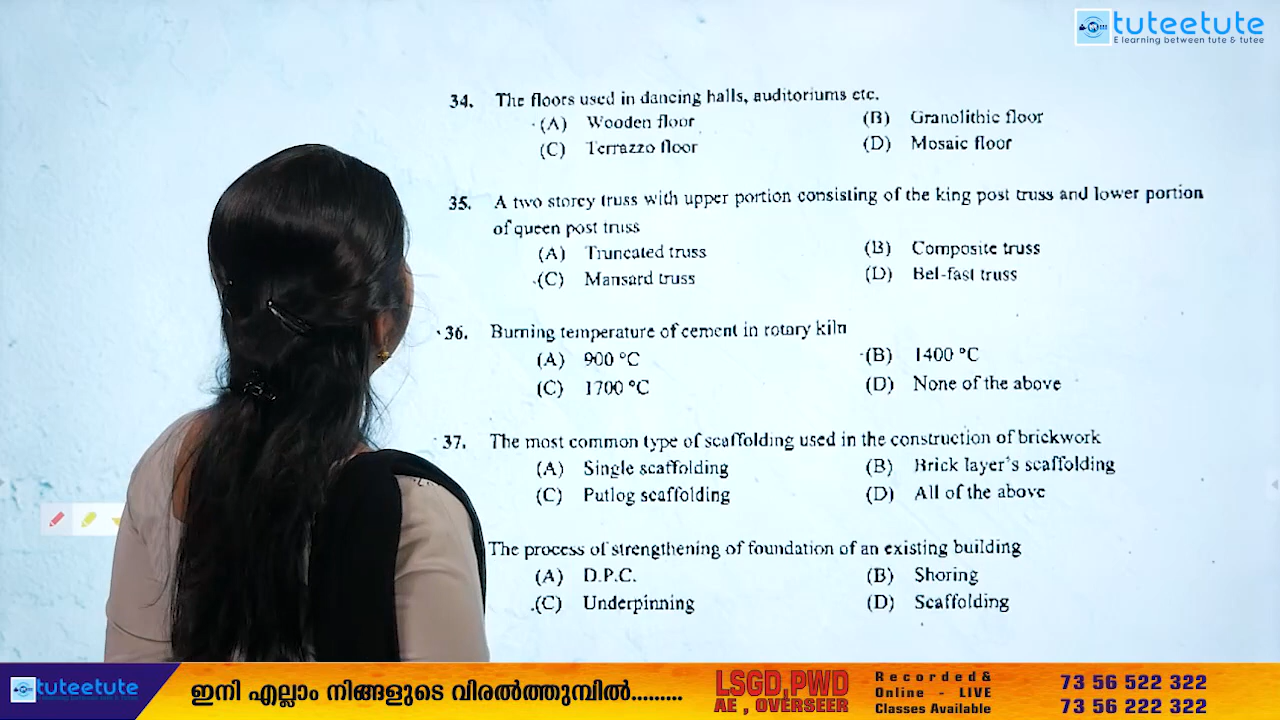 tuteetute
E learning between tute & tutee
34. The floors used in dancing halls, auditoriums etc.
(A) Wooden floor (B) Granolithic floor
(C) Terrazzo floor (D) Mosaic floor
35. A two storey truss with upper portion consisting of the king post truss and lower portion
of queen post truss
(A) Truncated truss (B) Composite truss
(C) Mansard truss (D) Bel-fast truss
36. Burning temperature of cement in rotary kiln
(A) 900 °C (B) 1400 °C
(C) 1700 °C (D) None of the above
37. The most common type of scaffolding used in the construction of brickwork
(A) Single scaffolding (B) Brick layer's scaffolding
(C) Putlog scaffolding (D) All of the above
The process of strengthening of foundation of an existing building
(A) D.P.C. (B) Shoring
(C) Underpinning (D) Scaffolding
tuteetute
ഇനി എല്ലാം നിങ്ങളുടെ വിരൽത്തുമ്പിൽ.........
LSGD,PWD
AE , OVERSEER
Recorded &
Online - LIVE
Classes Available
73 56 522 322
73 56 222 322